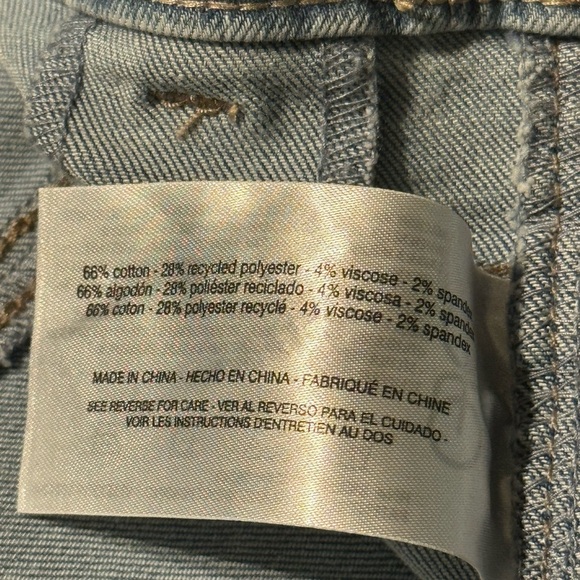 66% cotton - 28% recycled polyester - 4% viscose - 2% spandex
66% algodón - 28% poliéster reciclado - 4% viscosa - 2% spandex
66% coton - 28% polyester recyclé - 4% viscose - 2% spandex
MADE IN CHINA - HECHO EN CHINA - FABRIQUÉ EN CHINE
SEE REVERSE FOR CARE - VER AL REVERSO PARA EL CUIDADO -
VOIR LES INSTRUCTIONS D'ENTRETIEN AU DOS